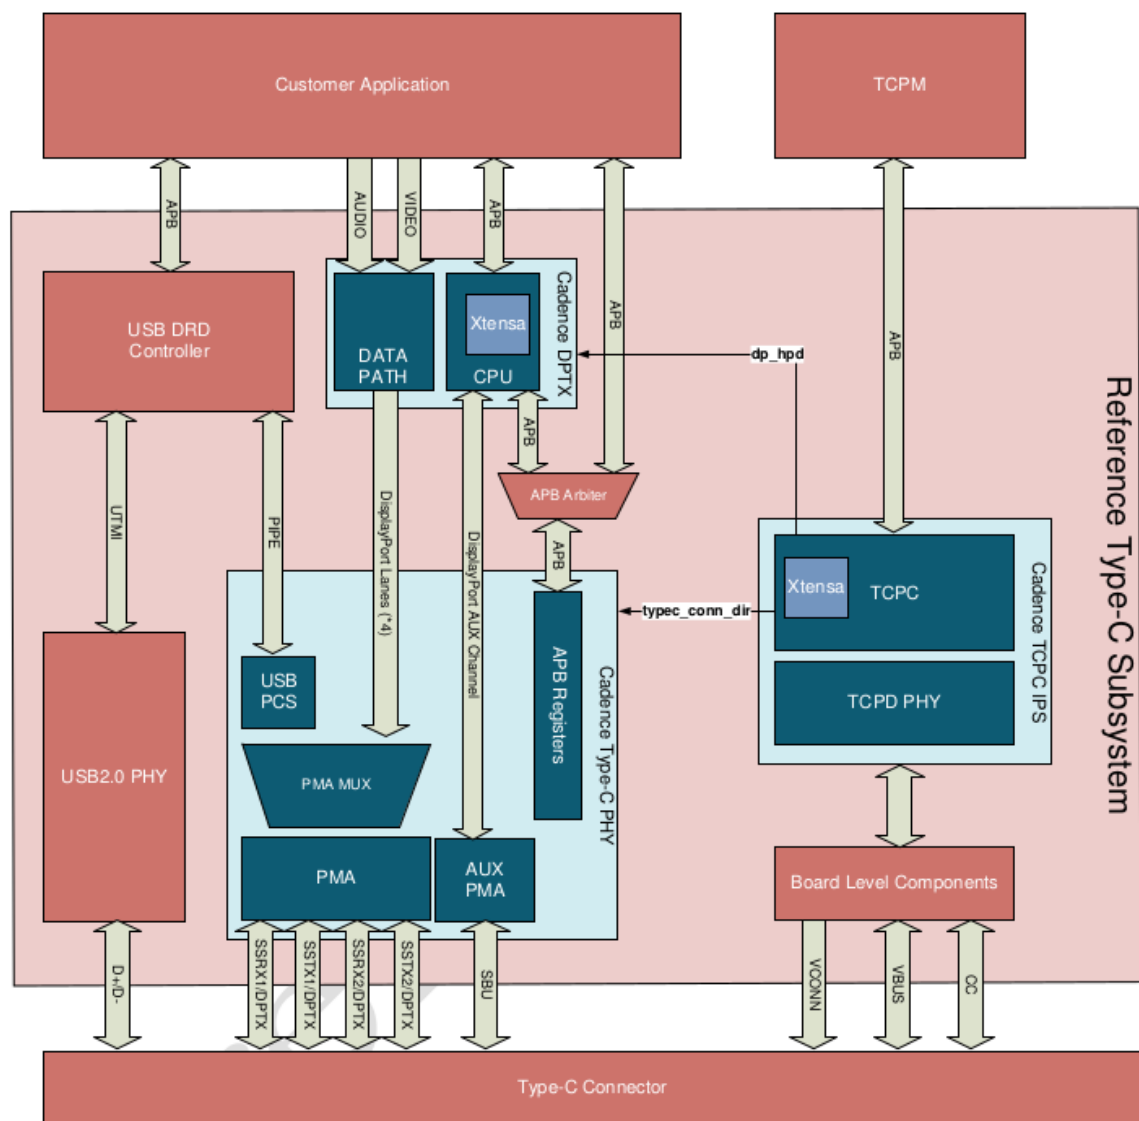 Customer Application
TCPM
APB
AUDIO
VIDEO
APB
APB
APB
USB DRD
Controller
DATA
PATH
Xtensa
CPU
Cadence DPTX
dp_hpd
Reference Type-C Subsystem
UTMI
PIPE
DisplayPort Lanes (*4)
DisplayPort AUX Channel
APB
APB Arbiter
APB
typec_conn_dir
Xtensa
TCPC
TCPD PHY
Cadence TCPC IPS
USB2.0 PHY
USB
PCS
PMA MUX
PMA
AUX
PMA
APB Registers
Cadence Type-C PHY
Board Level Components
D+/D-
SSRX1/DPTX
SSTX1/DPTX
SSRX2/DPTX
SSTX2/DPTX
SBU
VCONN
VBUS
CC
Type-C Connector